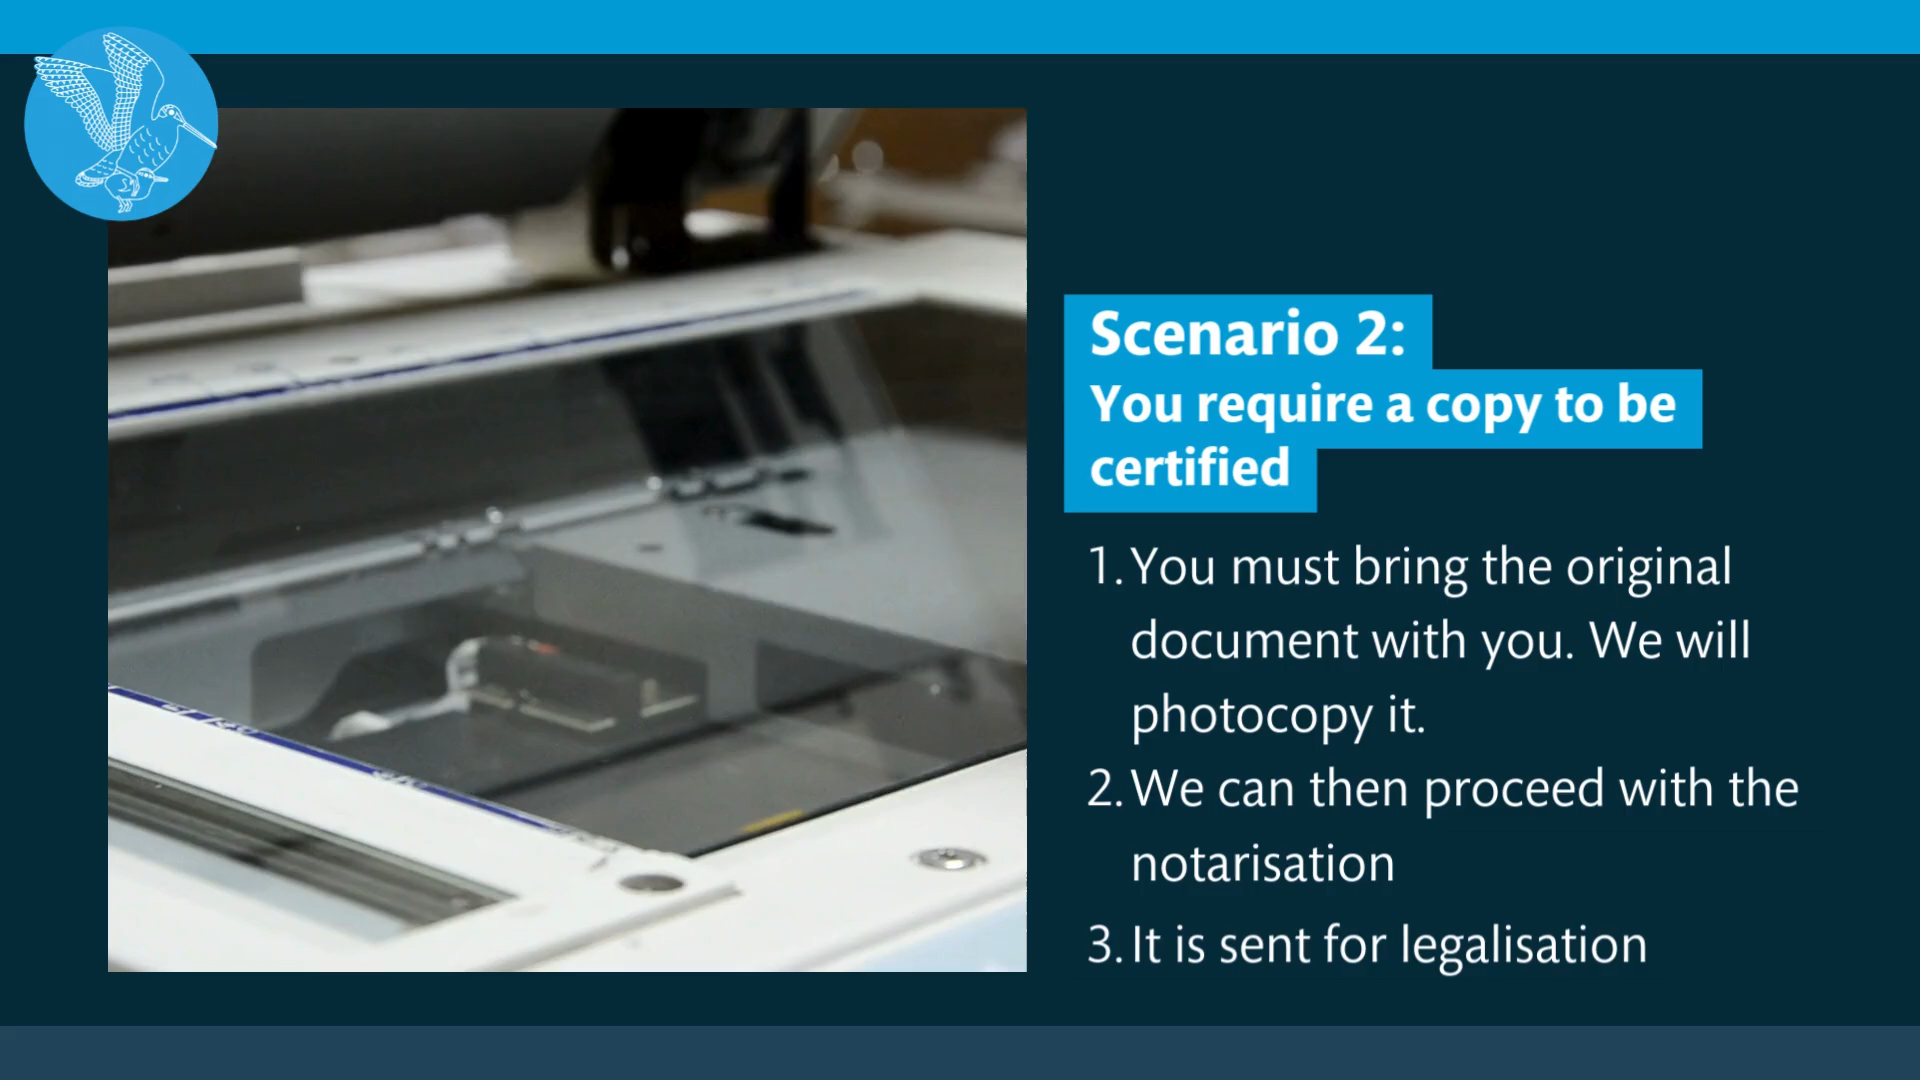 Scenario 2:
You require a copy to be
certified
1. You must bring the original
document with you. We will
photocopy it.
2. We can then proceed with the
notarisation
3. It is sent for legalisation